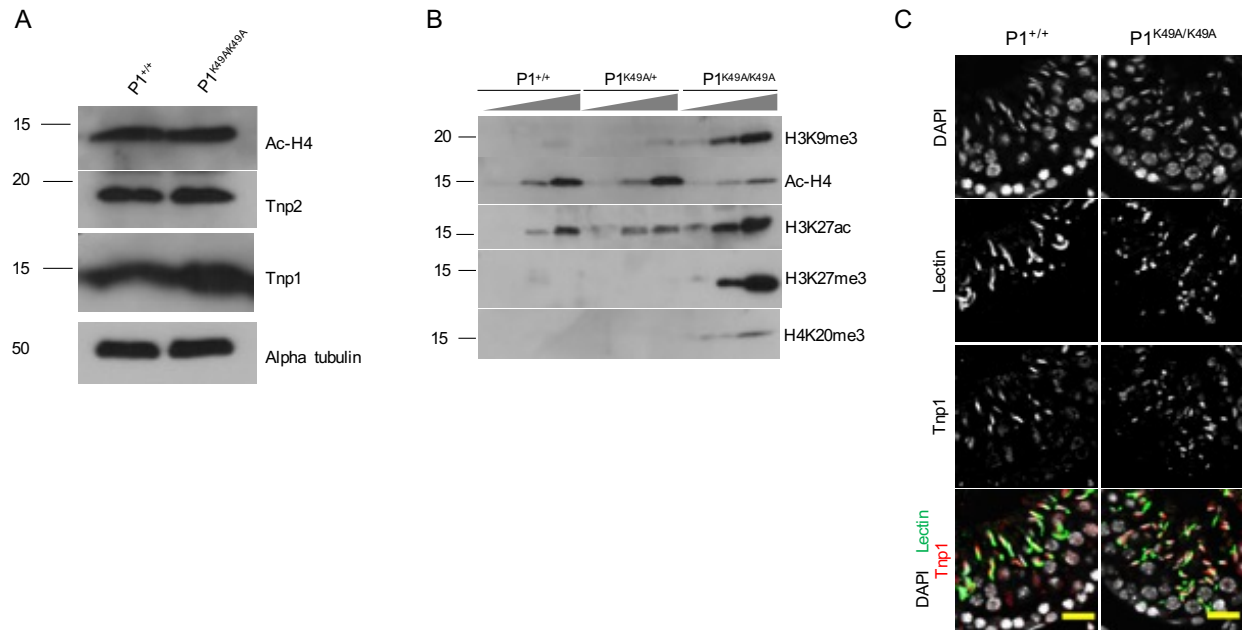 A
P1+/+
P1K49A/K49A
15
Ac-H4
20
Tnp2
15
Tnp1
50
Alpha tubulin
B
P1+/+
P1K49A/+
P1K49A/K49A
20
H3K9me3
15
Ac-H4
15
H3K27ac
15
H3K27me3
15
H4K20me3
C
P1+/+
P1K49A/K49A
DAPI
Lectin
Tnp1
DAPI Lectin
Tnp1